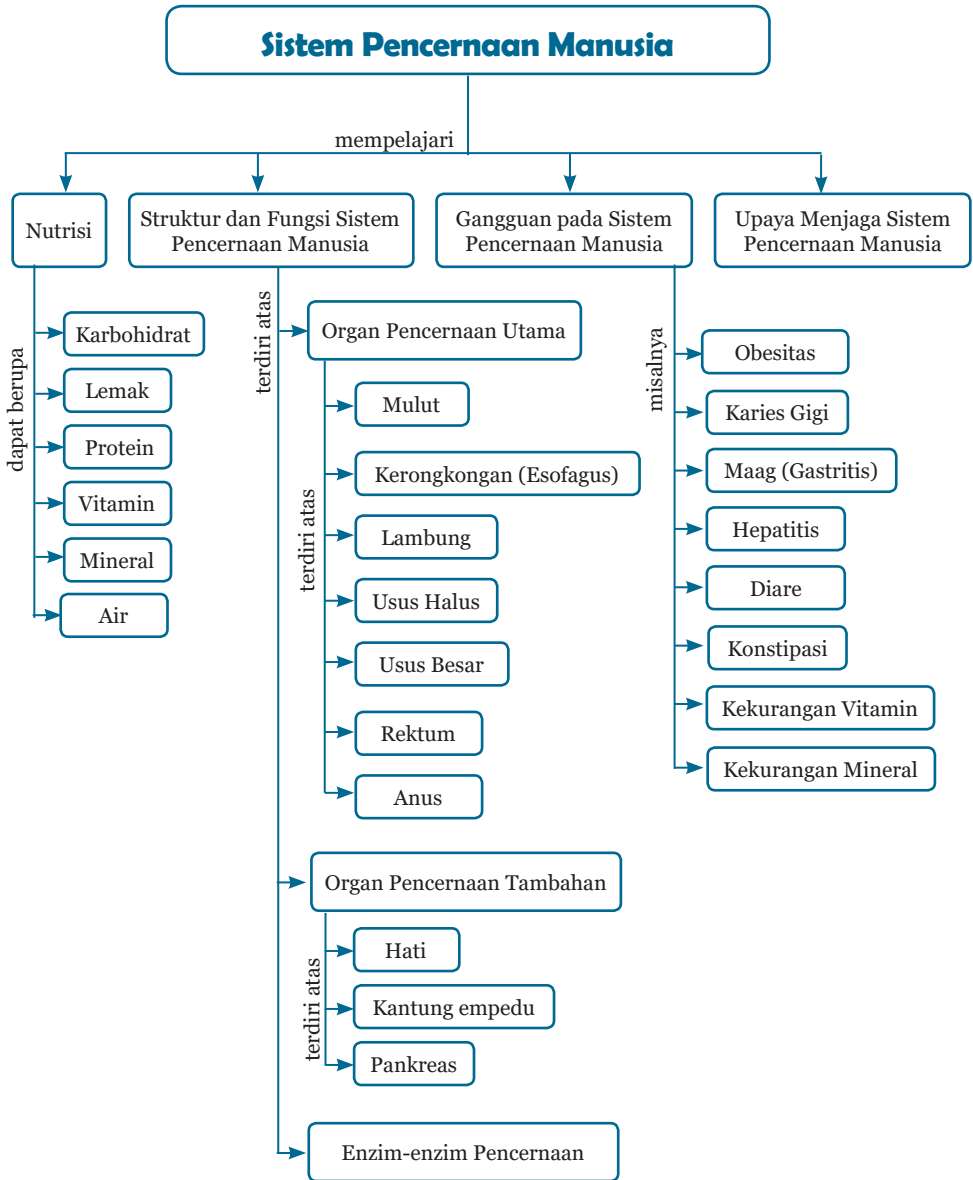 Sistem Pencernaan Manusia
mempelajari
Nutrisi
dapat berupa
Karbohidrat
Lemak
Protein
Vitamin
Mineral
Air
Struktur dan Fungsi Sistem
Pencernaan Manusia
terdiri atas
Organ Pencernaan Utama
terdiri atas
Mulut
Kerongkongan (Esofagus)
Lambung
Usus Halus
Usus Besar
Rektum
Anus
Organ Pencernaan Tambahan
terdiri atas
Hati
Kantung empedu
Pankreas
Enzim-enzim Pencernaan
Gangguan pada Sistem
Pencernaan Manusia
misalnya
Obesitas
Karies Gigi
Maag (Gastritis)
Hepatitis
Diare
Konstipasi
Kekurangan Vitamin
Kekurangan Mineral
Upaya Menjaga Sistem
Pencernaan Manusia